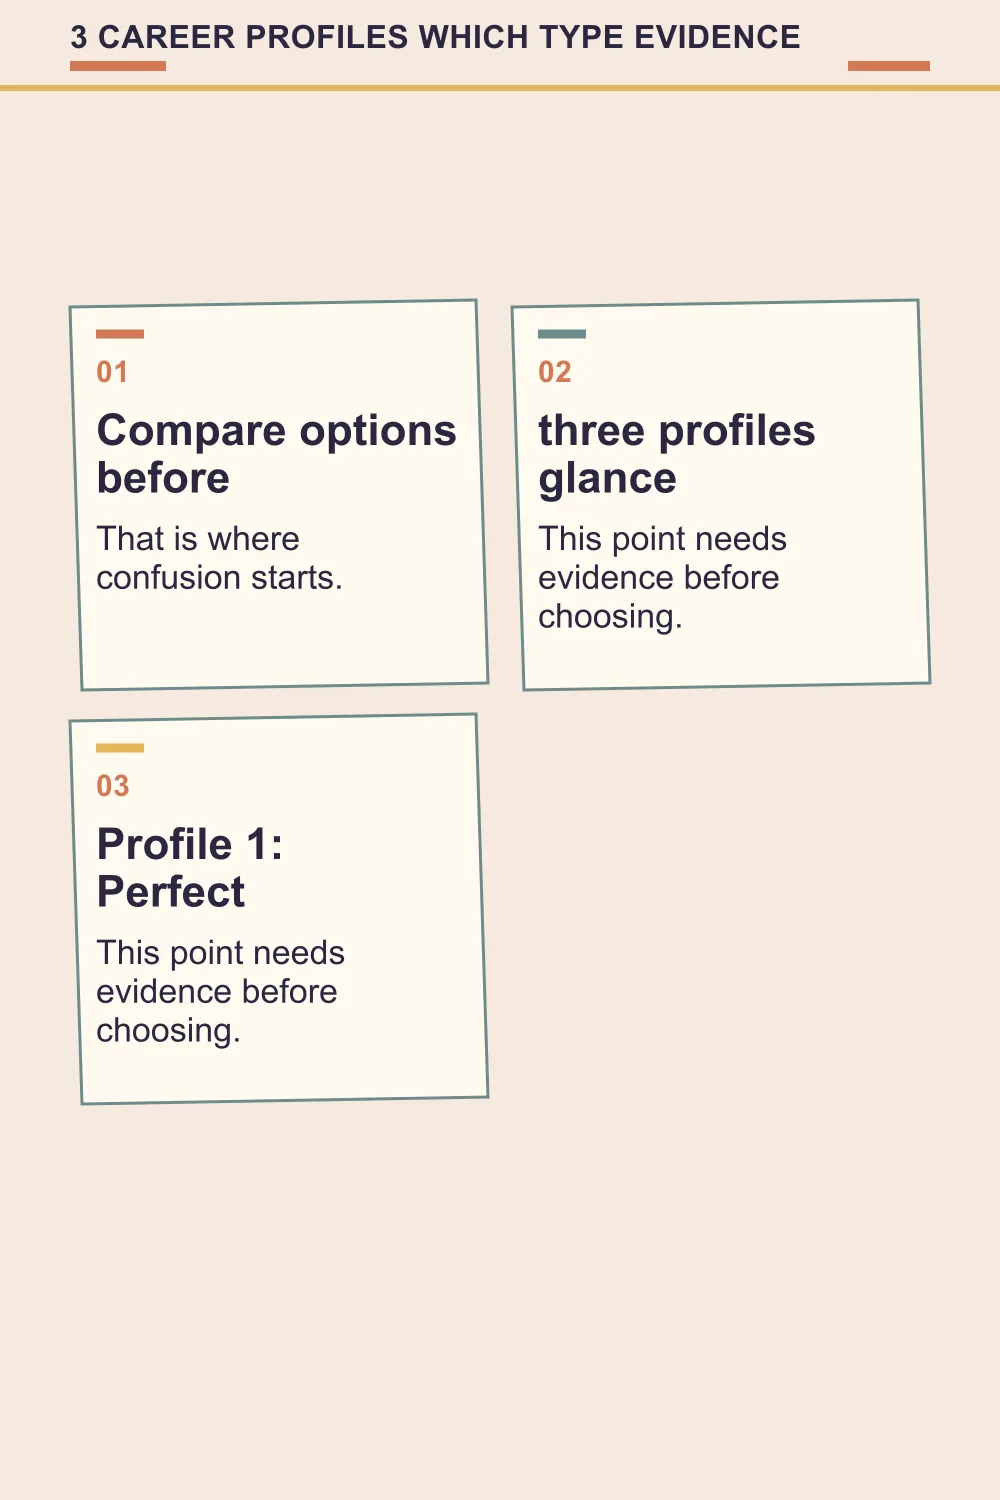 3 CAREER PROFILES WHICH TYPE EVIDENCE
01
Compare options
before
That is where
confusion starts.
02
three profiles
glance
This point needs
evidence before
choosing.
03
Profile 1:
Perfect
This point needs
evidence before
choosing.